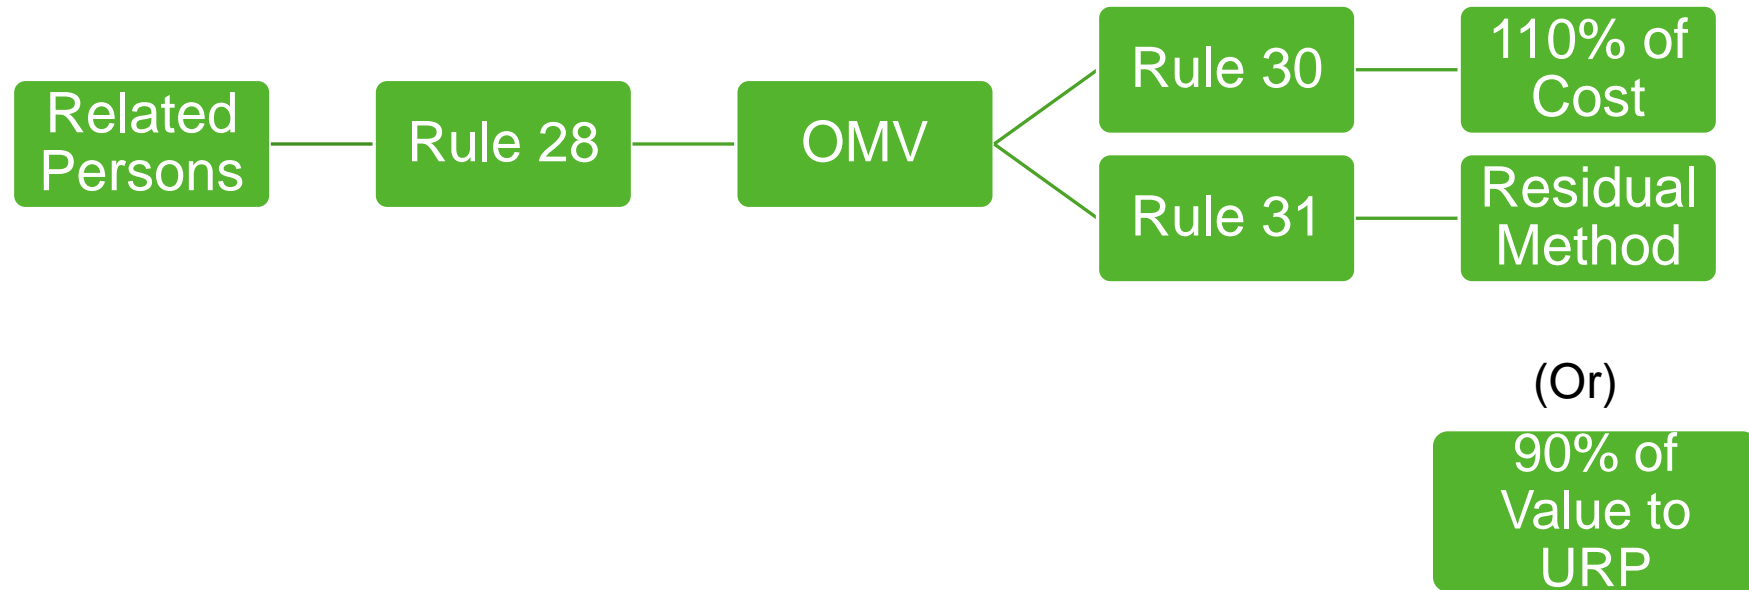 Related
Persons
Rule 28
OMV
Rule 30
110% of
Cost
Rule 31
Residual
Method
(Or)
90% of
Value to
URP